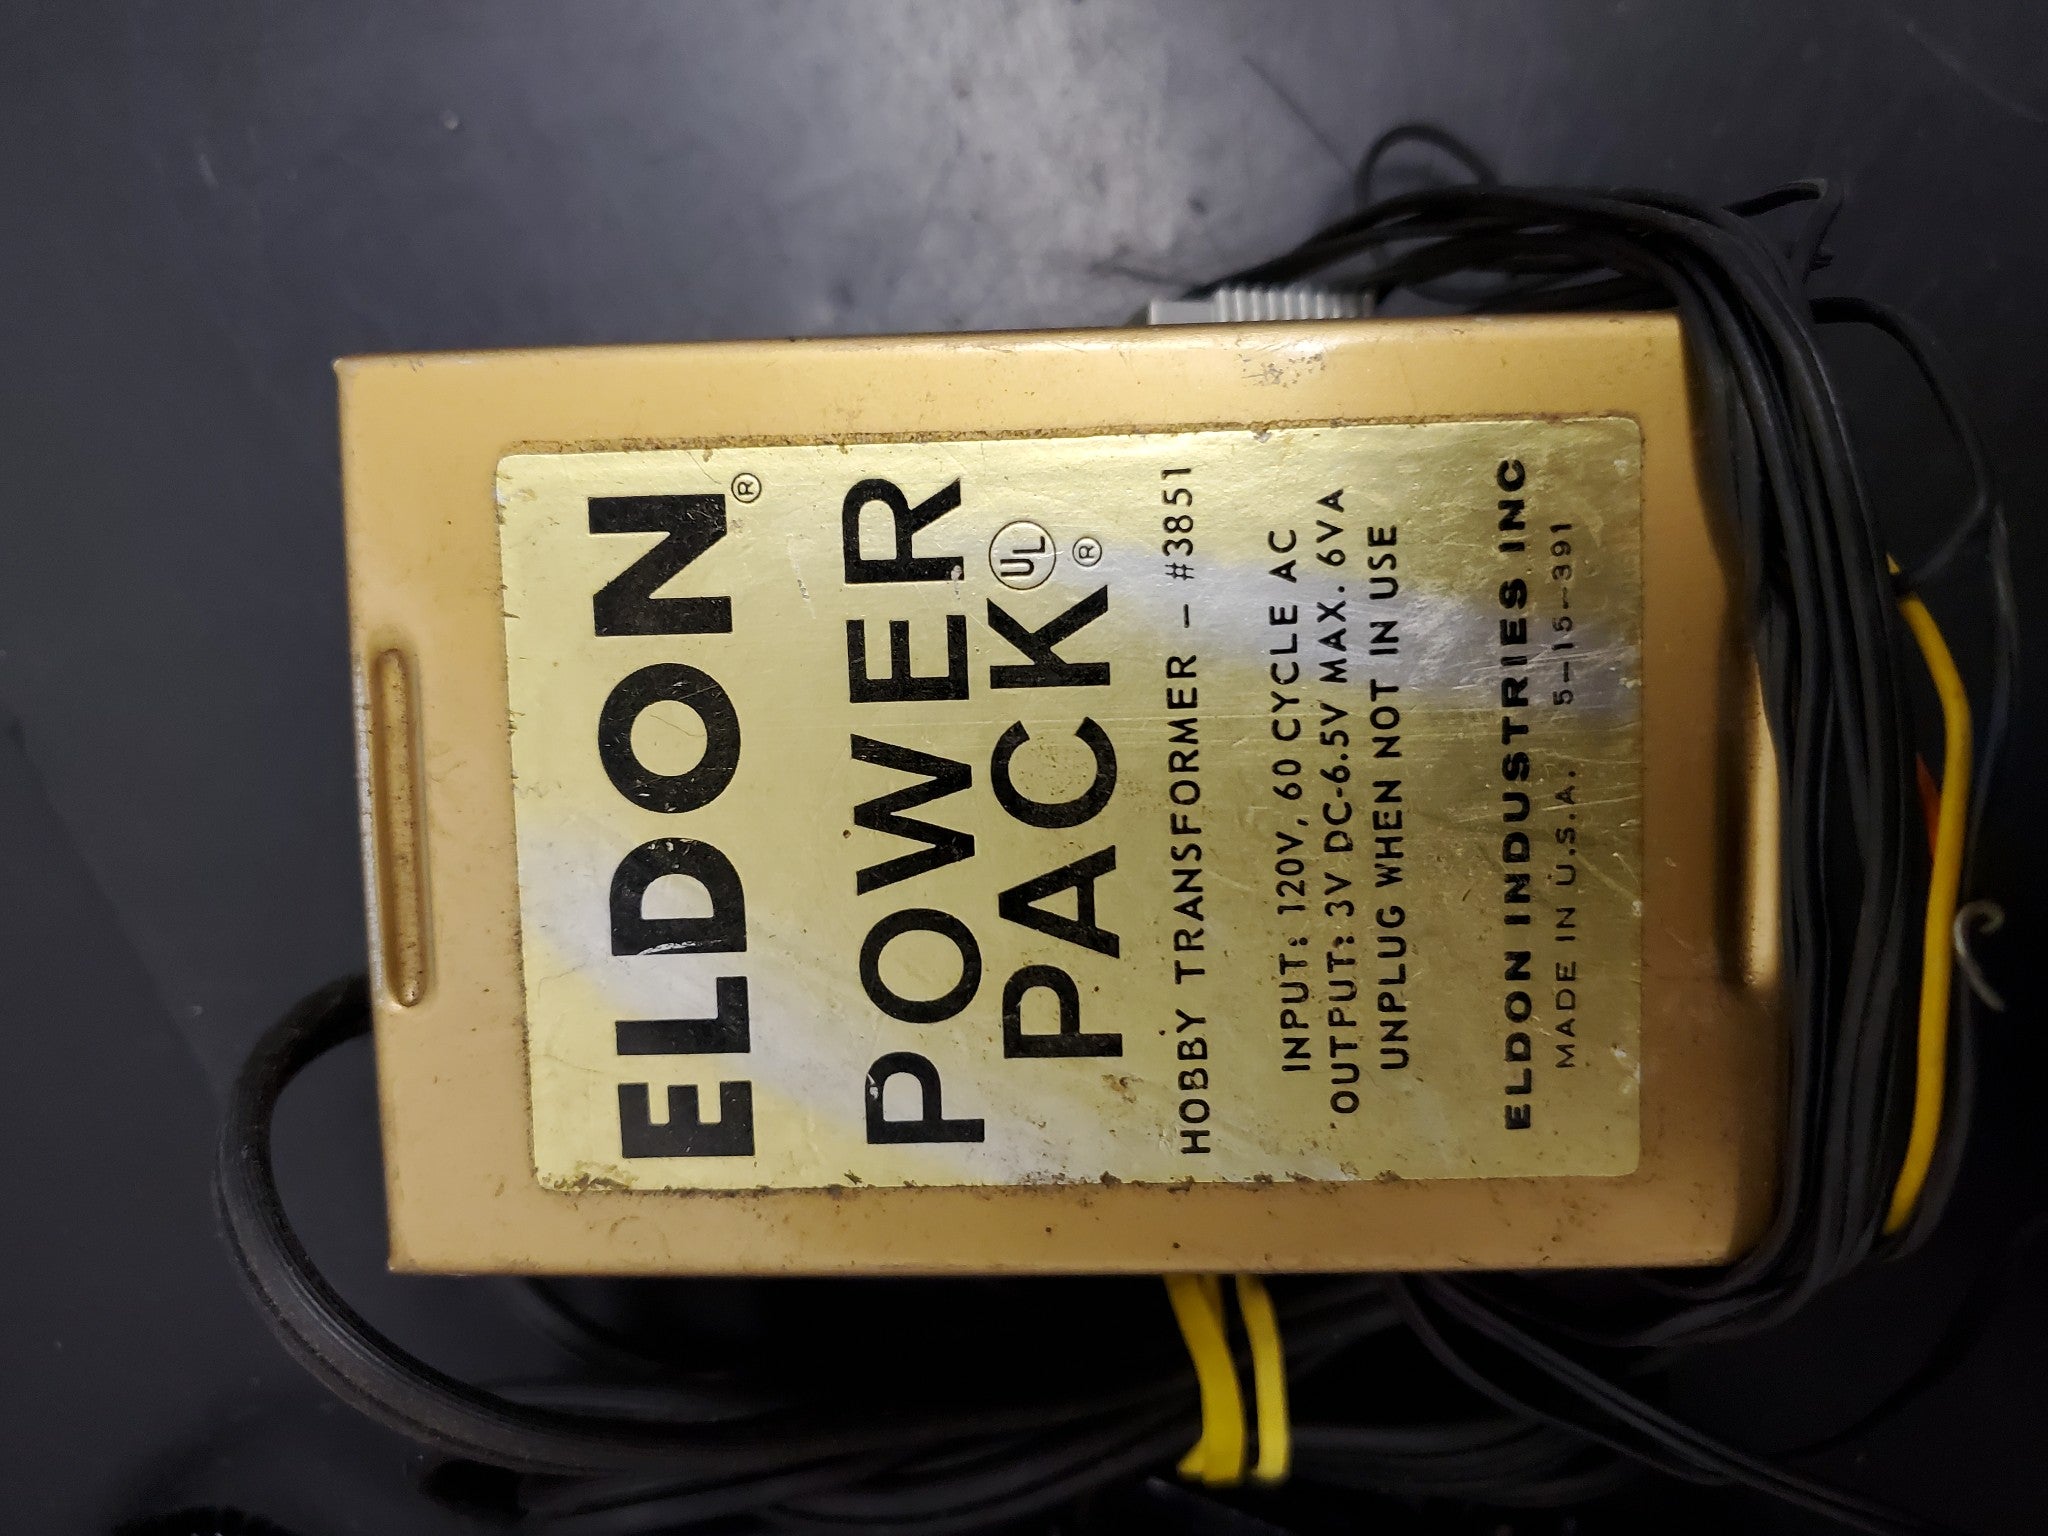 ELDON®
POWER
PACK UL ®
HOBBY TRANSFORMER - #3851
INPUT: 120V, 60 CYCLE AC
OUTPUT: 3V DC-6.5V MAX. 6VA
UNPLUG WHEN NOT IN USE
ELDON INDUSTRIES INC
MADE IN U.S.A. 5-15-391